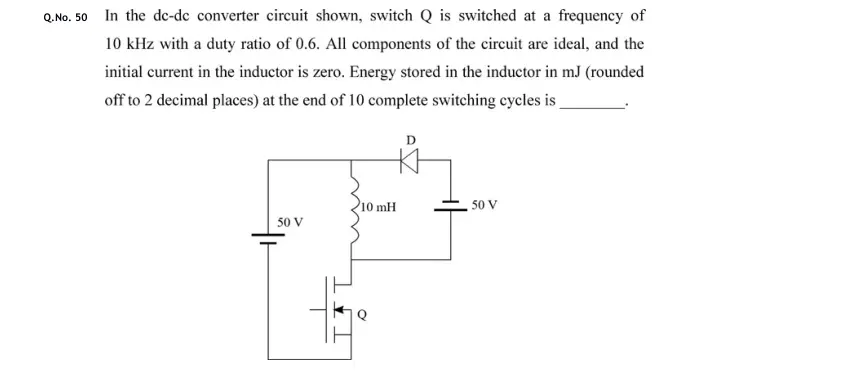 Q.No. 50 In the dc-dc converter circuit shown, switch Q is switched at a frequency of
10 kHz with a duty ratio of 0.6. All components of the circuit are ideal, and the
initial current in the inductor is zero. Energy stored in the inductor in mJ (rounded
off to 2 decimal places) at the end of 10 complete switching cycles is ________.
D
10 mH
50 V
50 V
Q